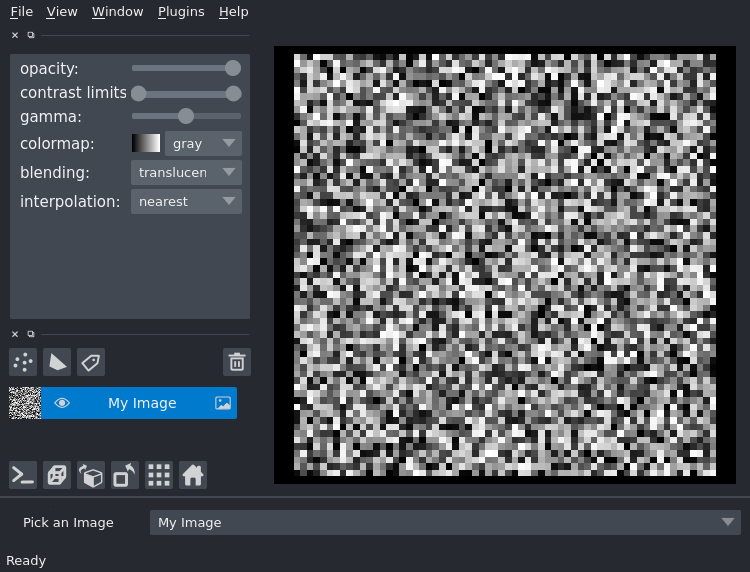 File View Window Plugins Help
opacity:
contrast limits
gamma:
colormap: gray
blending: translucen
interpolation: nearest
My Image
Pick an Image My Image
Ready